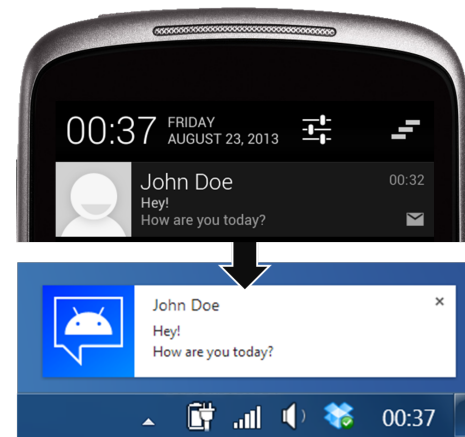 00:37 FRIDAY
AUGUST 23, 2013
John Doe 00:32
Hey!
How are you today?
John Doe ×
Hey!
How are you today?
00:37